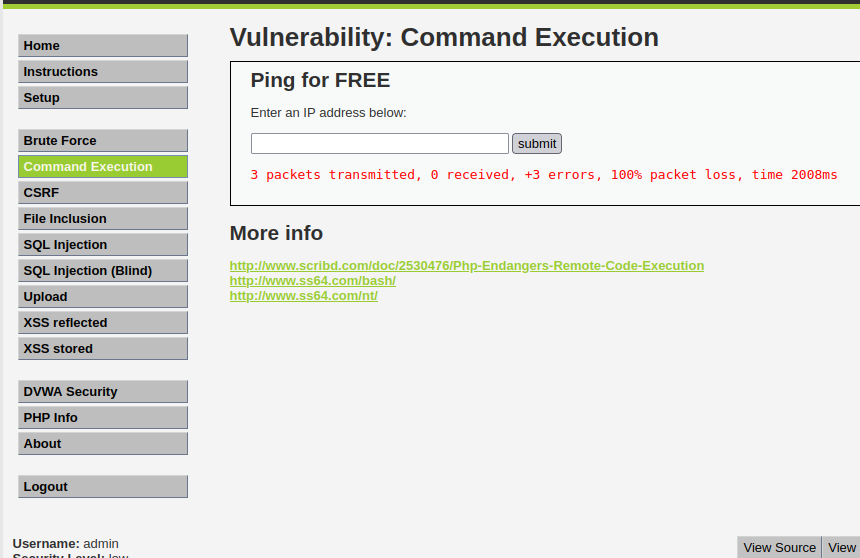 Home
Instructions
Setup
Brute Force
Command Execution
CSRF
File Inclusion
SQL Injection
SQL Injection (Blind)
Upload
XSS reflected
XSS stored
DVWA Security
PHP Info
About
Logout
Username: admin
Security Level: low
Vulnerability: Command Execution
Ping for FREE
Enter an IP address below:
submit
3 packets transmitted, 0 received, +3 errors, 100% packet loss, time 2008ms
More info
http://www.scribd.com/doc/2530476/Php-Endangers-Remote-Code-Execution
http://www.ss64.com/bash/
http://www.ss64.com/nt/
View Source View